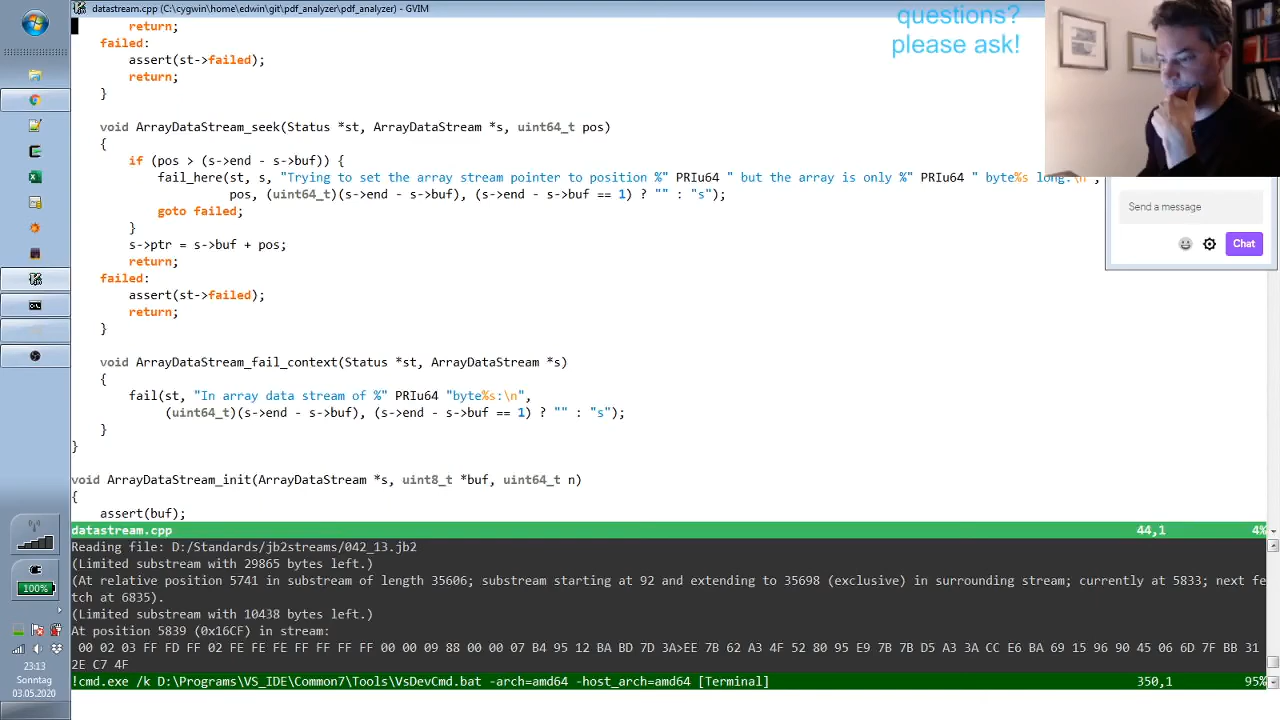 datastream.cpp (C:\cygwin\home\edwin\git\pdf_analyzer\pdf_analyzer) - GVIM
questions?
please ask!
return;
failed:
assert(st->failed);
return;
}
void ArrayDataStream_seek(Status *st, ArrayDataStream *s, uint64_t pos)
{
if (pos > (s->end - s->buf)) {
fail_here(st, s, "Trying to set the array stream pointer to position %" PRIu64 " but the array is only %" PRIu64 " byte%s long.\n",
pos, (uint64_t)(s->end - s->buf), (s->end - s->buf == 1) ? "" : "s");
goto failed;
}
s->ptr = s->buf + pos;
return;
failed:
assert(st->failed);
return;
}
void ArrayDataStream_fail_context(Status *st, ArrayDataStream *s)
{
fail(st, "In array data stream of %" PRIu64 "byte%s:\n",
(uint64_t)(s->end - s->buf), (s->end - s->buf == 1) ? "" : "s");
}
}
void ArrayDataStream_init(ArrayDataStream *s, uint8_t *buf, uint64_t n)
{
assert(buf);
datastream.cpp 44,1 4%
Reading file: D:/Standards/jb2streams/042_13.jb2
(Limited substream with 29865 bytes left.)
(At relative position 5741 in substream of length 35606; substream starting at 92 and extending to 35698 (exclusive) in surrounding stream; currently at 5833; next fe
tch at 6835).
(Limited substream with 10438 bytes left.)
At position 5839 (0x16CF) in stream:
00 02 03 FF FD FF 02 FE FE FE FF FF FF FF 00 00 09 88 00 00 07 B4 95 12 BA BD 7D 3A>EE 7B 62 A3 4F 52 80 95 E9 7B 7B D5 A3 3A CC E6 BA 69 15 96 90 45 06 6D 7F BB 31
2E C7 4F
!cmd.exe /k D:\Programs\VS_IDE\Common7\Tools\VsDevCmd.bat -arch=amd64 -host_arch=amd64 [Terminal] 350,1 95%
Send a message
Chat
100%
23:13
Sonntag
03.05.2020